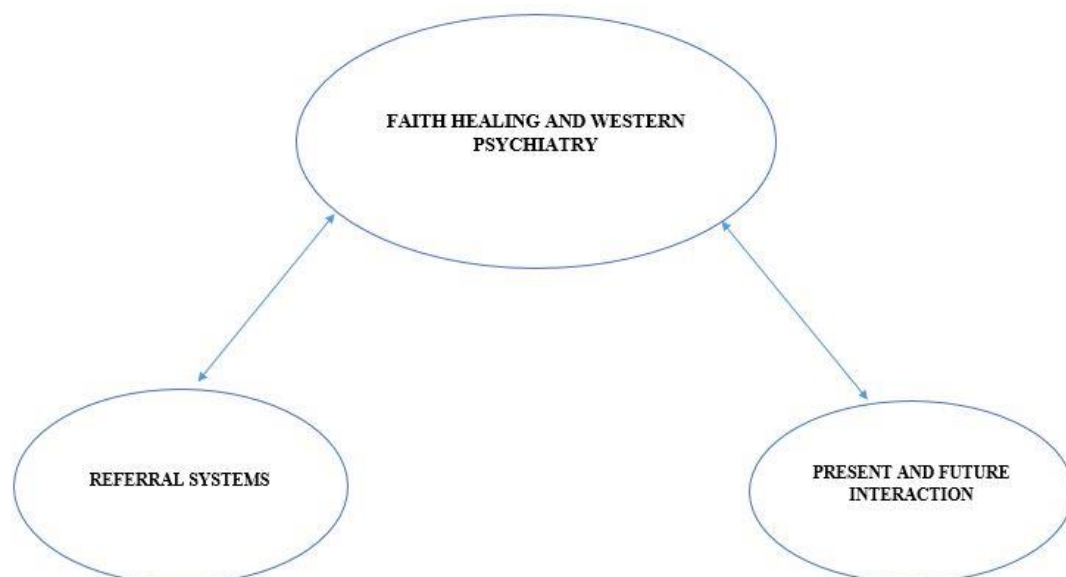 FAITH HEALING AND WESTERN
PSYCHIATRY
REFERRAL SYSTEMS
PRESENT AND FUTURE
INTERACTION